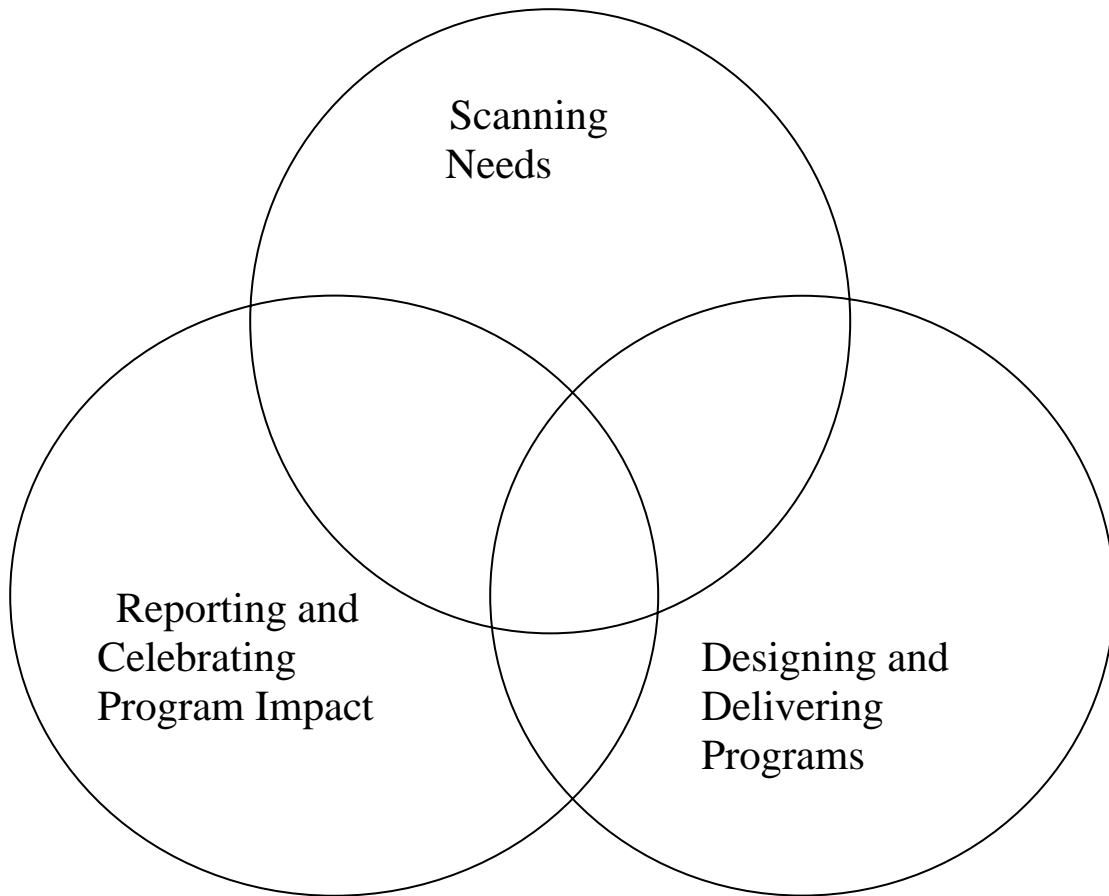 Scanning
Needs
Reporting and
Celebrating
Program Impact
Designing and
Delivering
Programs